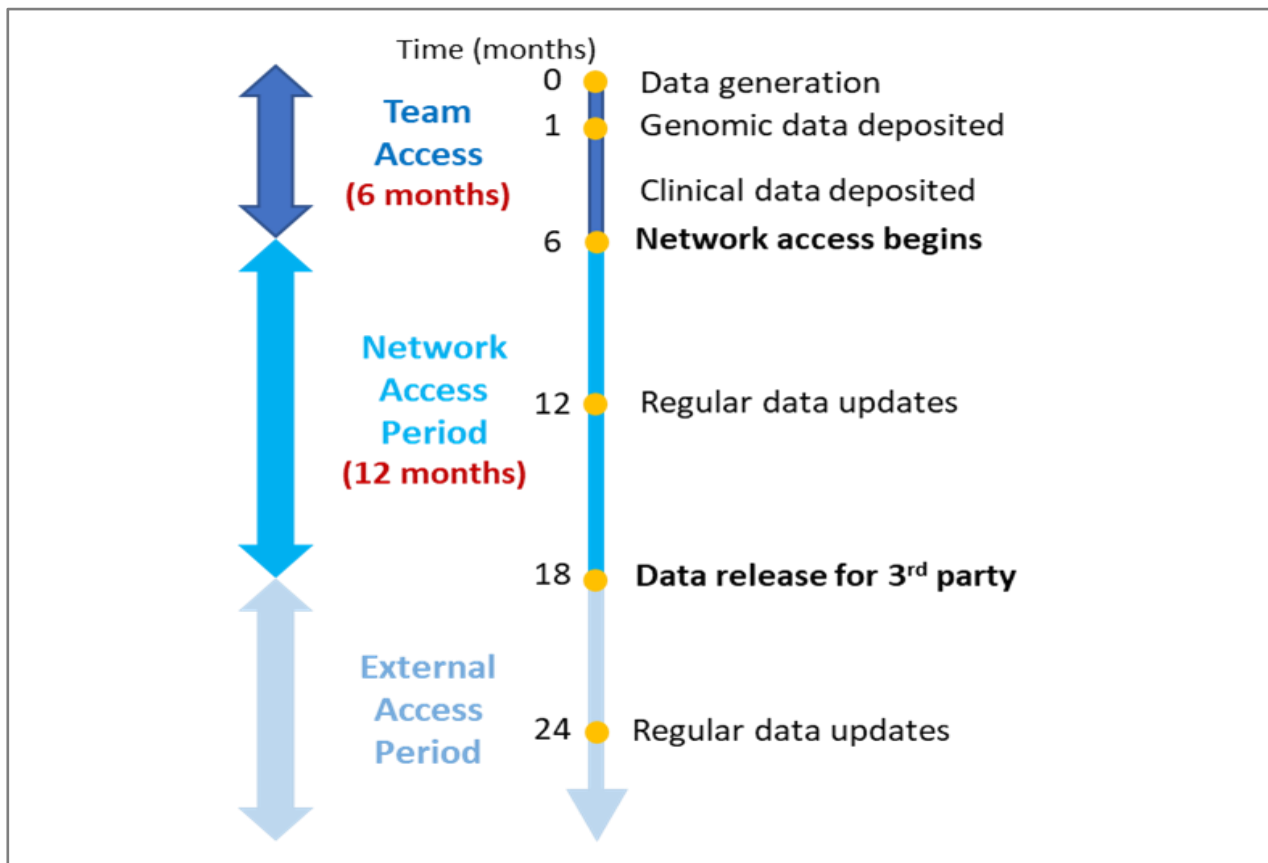 Time (months)
0 Data generation
1 Genomic data deposited
Team
Access
(6 months)
Clinical data deposited
6 Network access begins
Network
Access
Period
(12 months)
12 Regular data updates
18 Data release for 3rd party
External
Access
Period
24 Regular data updates